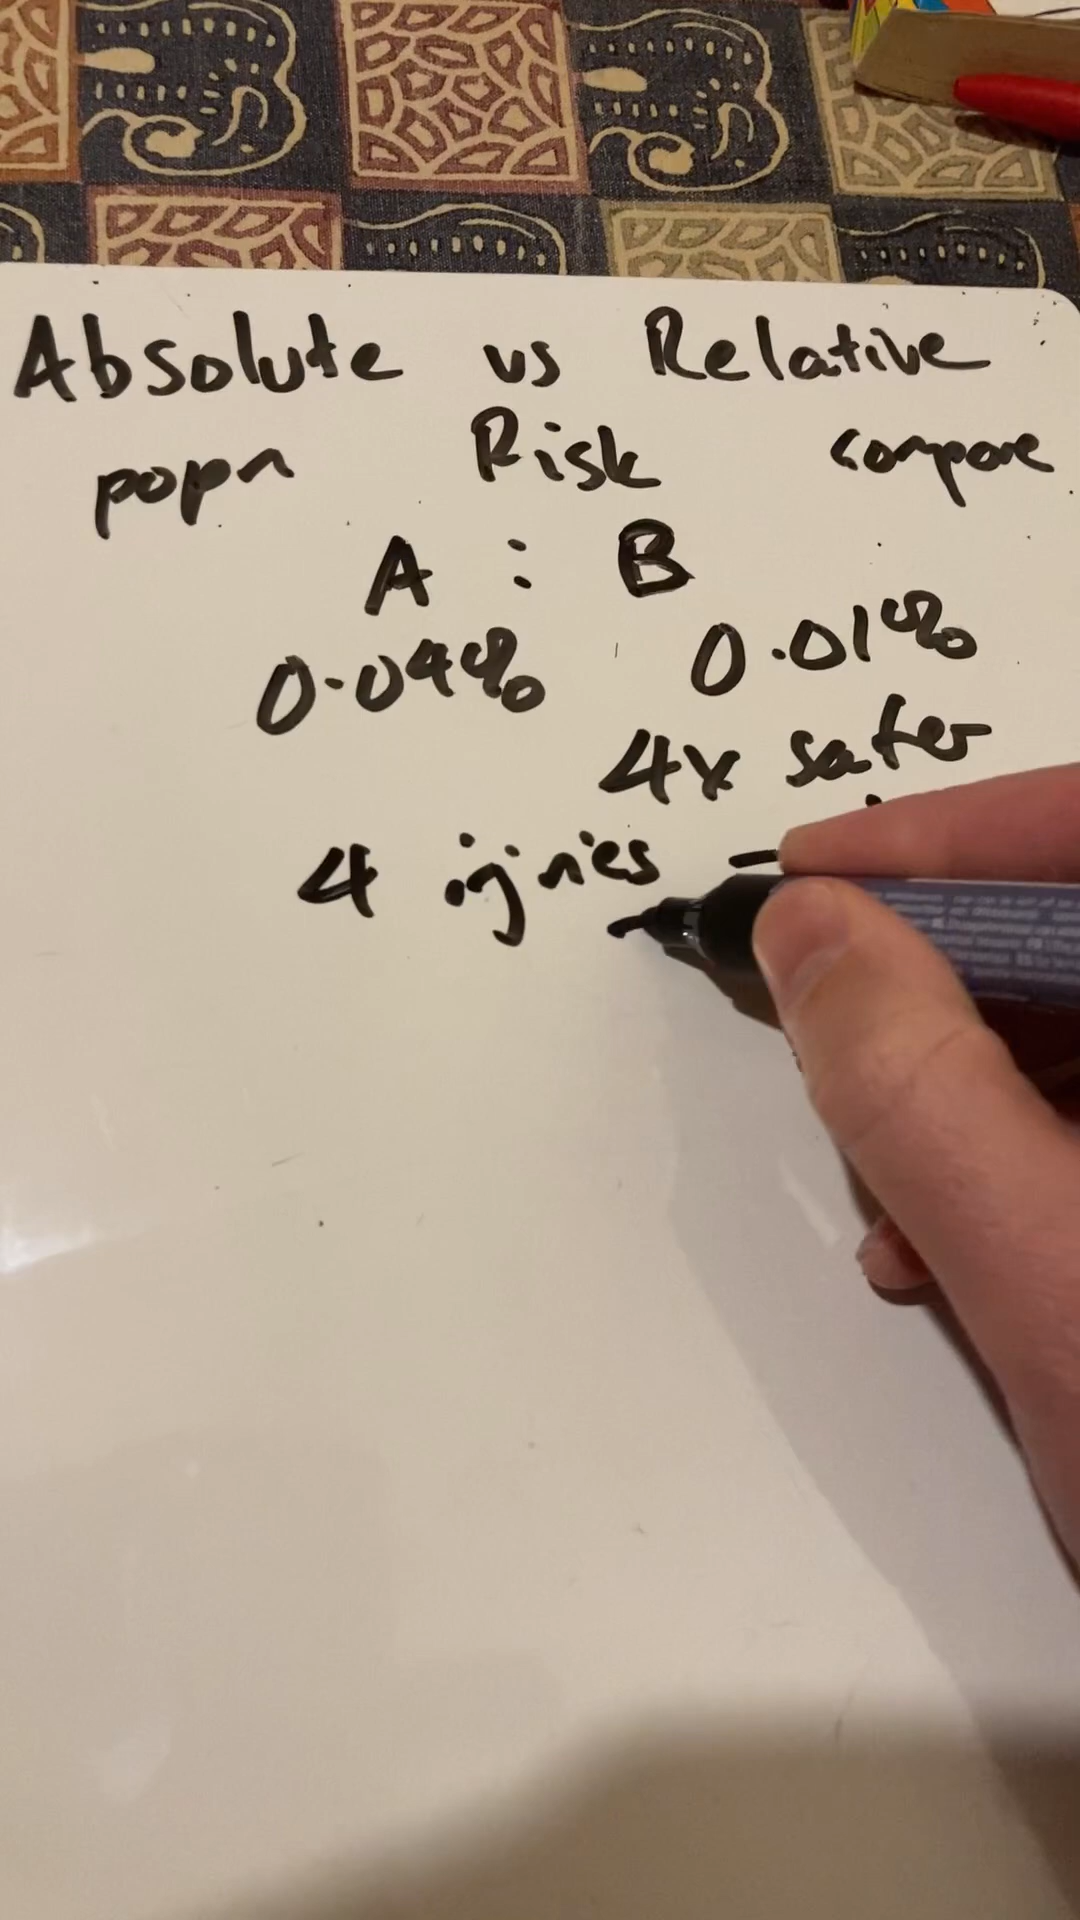 Absolute vs Relative
popn Risk compare
A : B
0.04% 0.01%
4x safer
4 injries